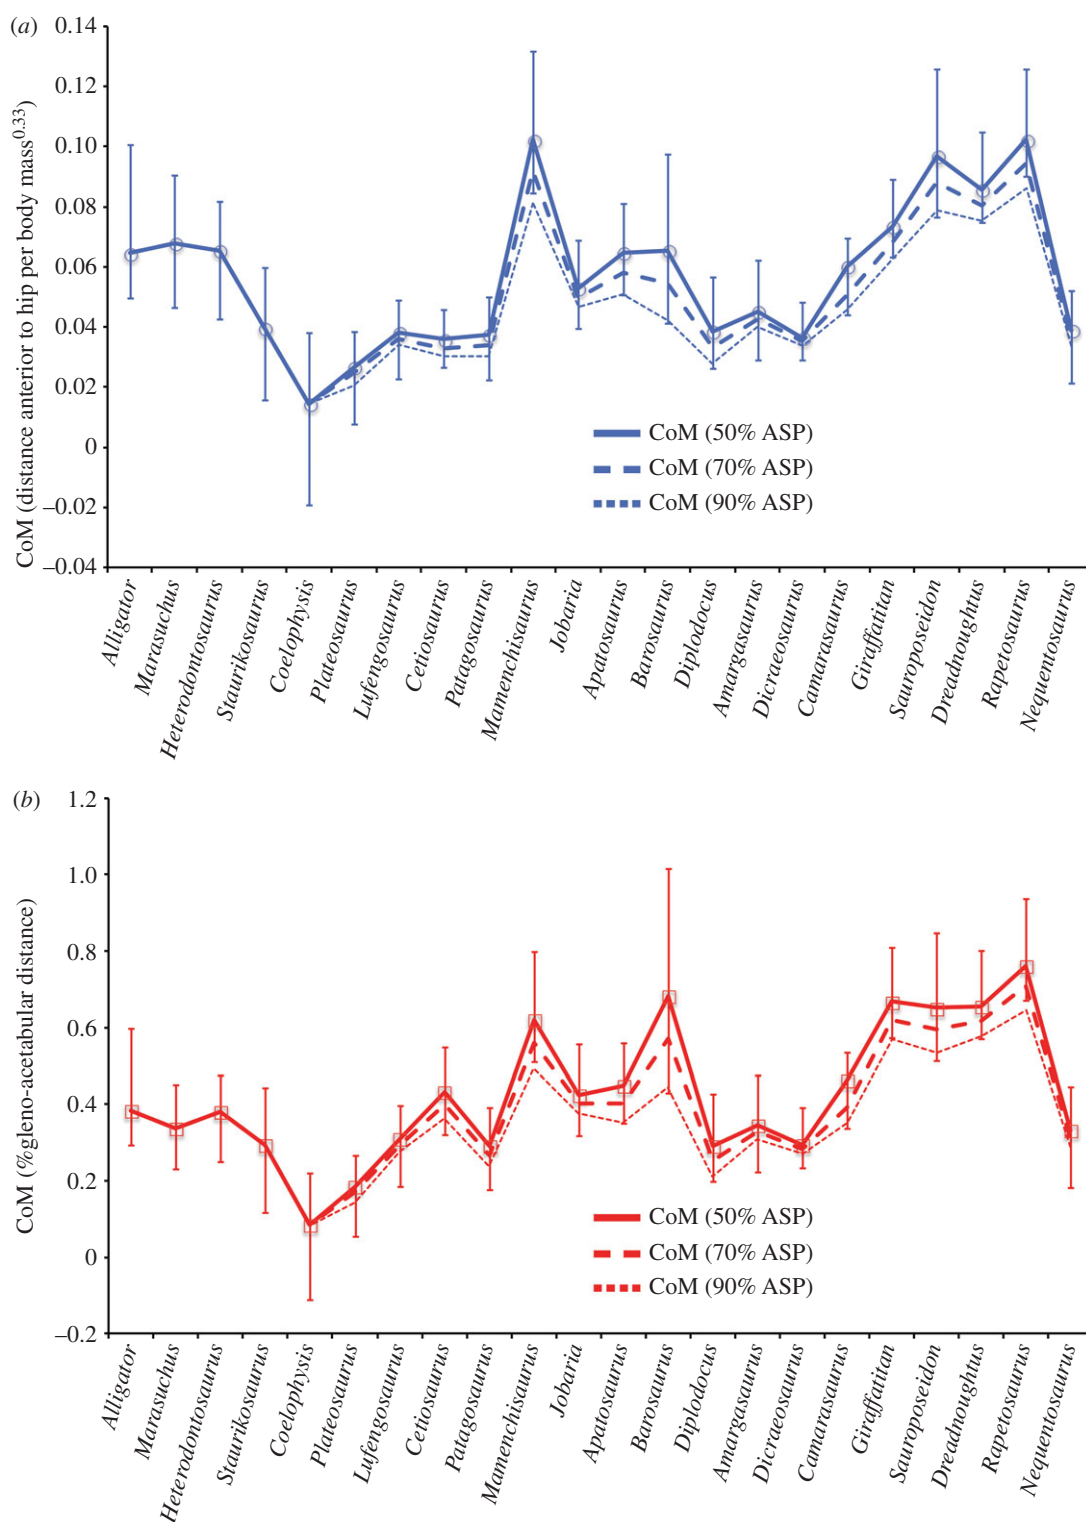 (a)
0.14
0.12
0.10
0.08
0.06
0.04
0.02
0
–0.02
–0.04
CoM (distance anterior to hip per body mass0.33)
CoM (50% ASP)
CoM (70% ASP)
CoM (90% ASP)
Alligator
Marasuchus
Heterodontosaurus
Staurikosaurus
Coelophysis
Plateosaurus
Lufengosaurus
Cetiosaurus
Patagosaurus
Mamenchisaurus
Jobaria
Apatosaurus
Barosaurus
Diplodocus
Amargasaurus
Dicraeosaurus
Camarasaurus
Giraffatitan
Sauroposeidon
Dreadnoughtus
Rapetosaurus
Nequentosaurus
(b)
1.2
1.0
0.8
0.6
0.4
0.2
0
–0.2
CoM (%gleno-acetabular distance)
CoM (50% ASP)
CoM (70% ASP)
CoM (90% ASP)
Alligator
Marasuchus
Heterodontosaurus
Staurikosaurus
Coelophysis
Plateosaurus
Lufengosaurus
Cetiosaurus
Patagosaurus
Mamenchisaurus
Jobaria
Apatosaurus
Barosaurus
Diplodocus
Amargasaurus
Dicraeosaurus
Camarasaurus
Giraffatitan
Sauroposeidon
Dreadnoughtus
Rapetosaurus
Nequentosaurus